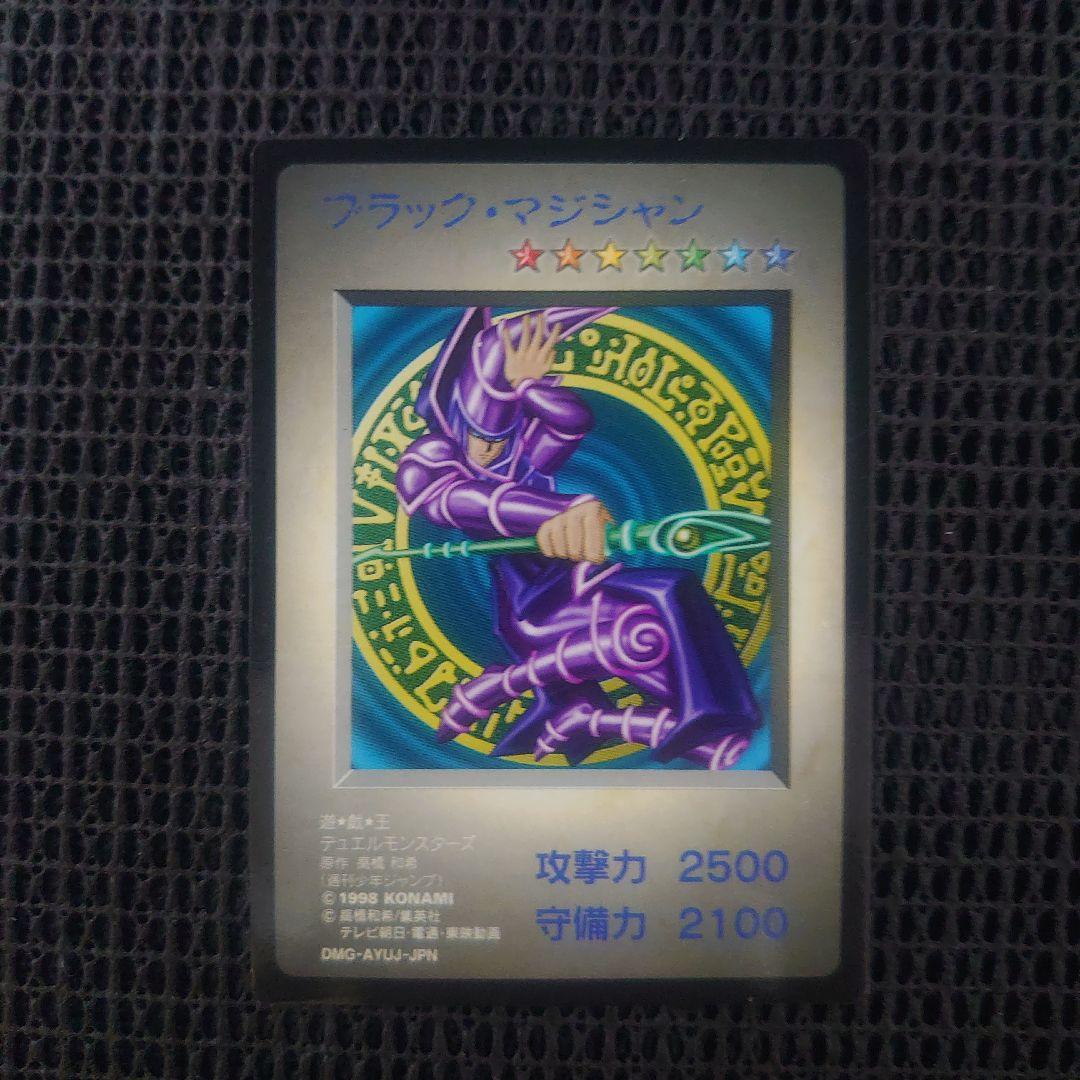 ブラック・マジシャン
遊★戯★王
デュエルモンスターズ
原作 高橋 和希
(週刊少年ジャンプ)
© 1998 KONAMI
© 高橋和希/集英社
テレビ朝日・電通・東映動画
DMG-AYUJ-JPN
攻撃力 2500
守備力 2100